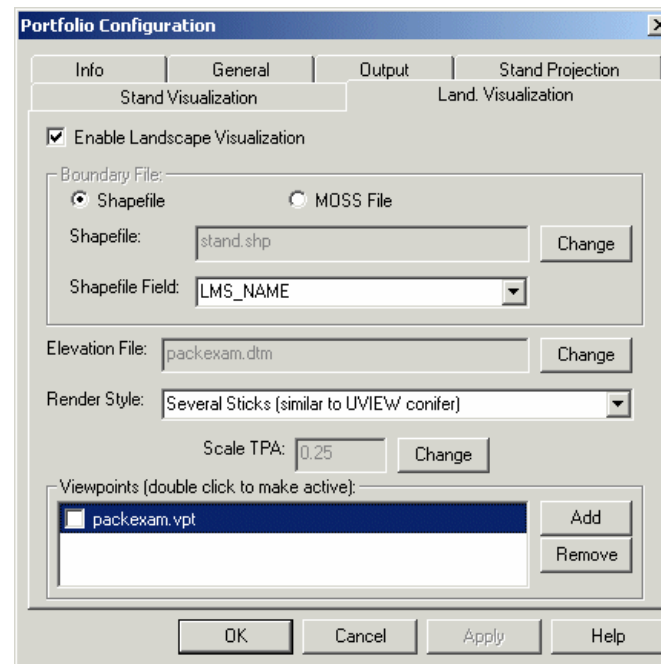 Portfolio Configuration
Info General Output Stand Projection
Stand Visualization Land. Visualization
Enable Landscape Visualization
Boundary File:
Shapefile MOSS File
Shapefile: stand.shp Change
Shapefile Field: LMS_NAME
Elevation File: packexam.dtm Change
Render Style: Several Sticks (similar to UVIEW conifer)
Scale TPA: 0.25 Change
Viewpoints (double click to make active):
packexam.vpt Add
Remove
OK Cancel Apply Help